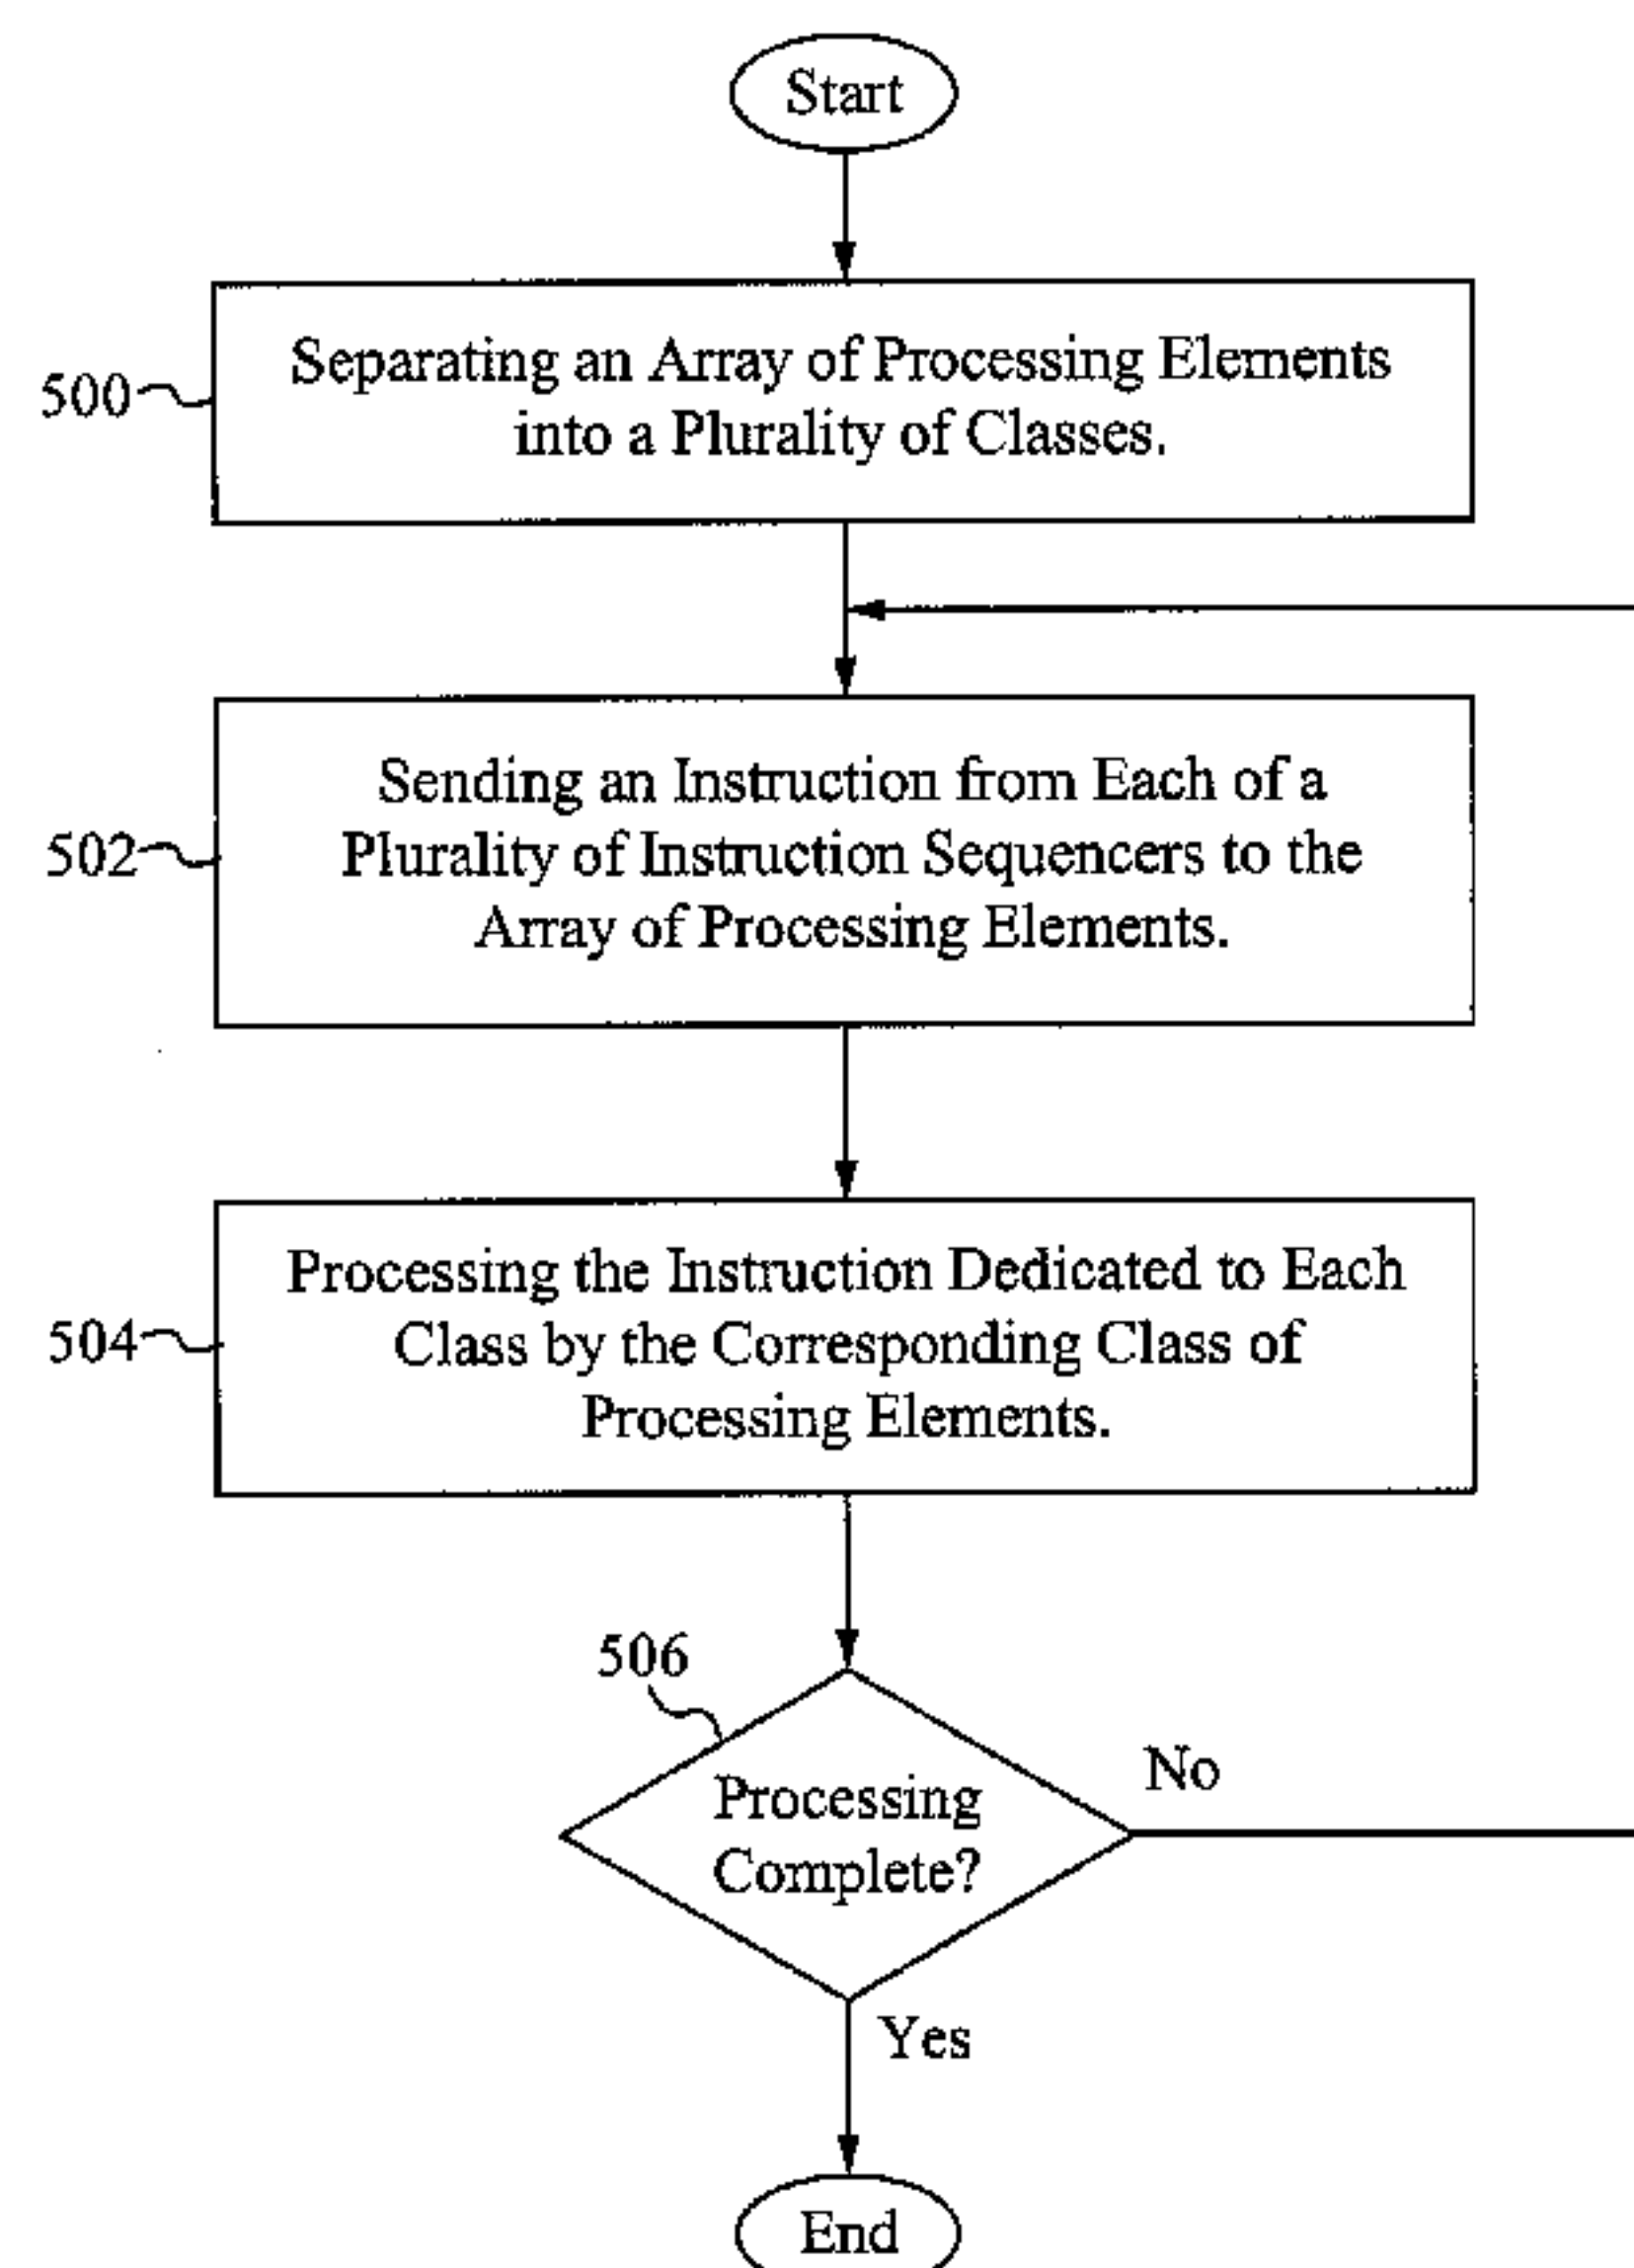 Start
500
Separating an Array of Processing Elements
into a Plurality of Classes.
502
Sending an Instruction from Each of a
Plurality of Instruction Sequencers to the
Array of Processing Elements.
504
Processing the Instruction Dedicated to Each
Class by the Corresponding Class of
Processing Elements.
506
Processing
Complete?
No
Yes
End